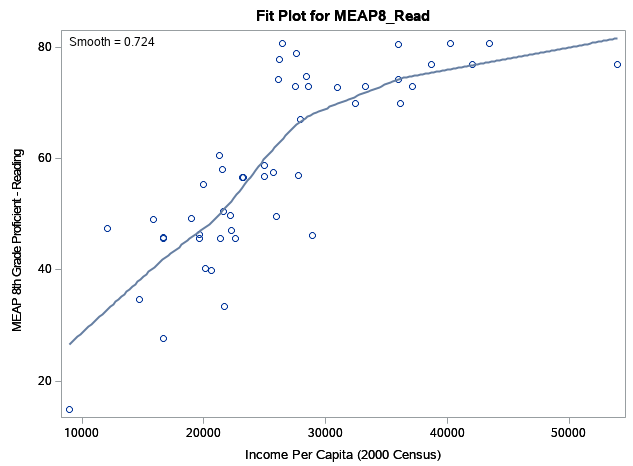 Fit Plot for MEAP8_Read
Smooth = 0.724
MEAP 8th Grade Proficient - Reading
80
60
40
20
10000 20000 30000 40000 50000
Income Per Capita (2000 Census)